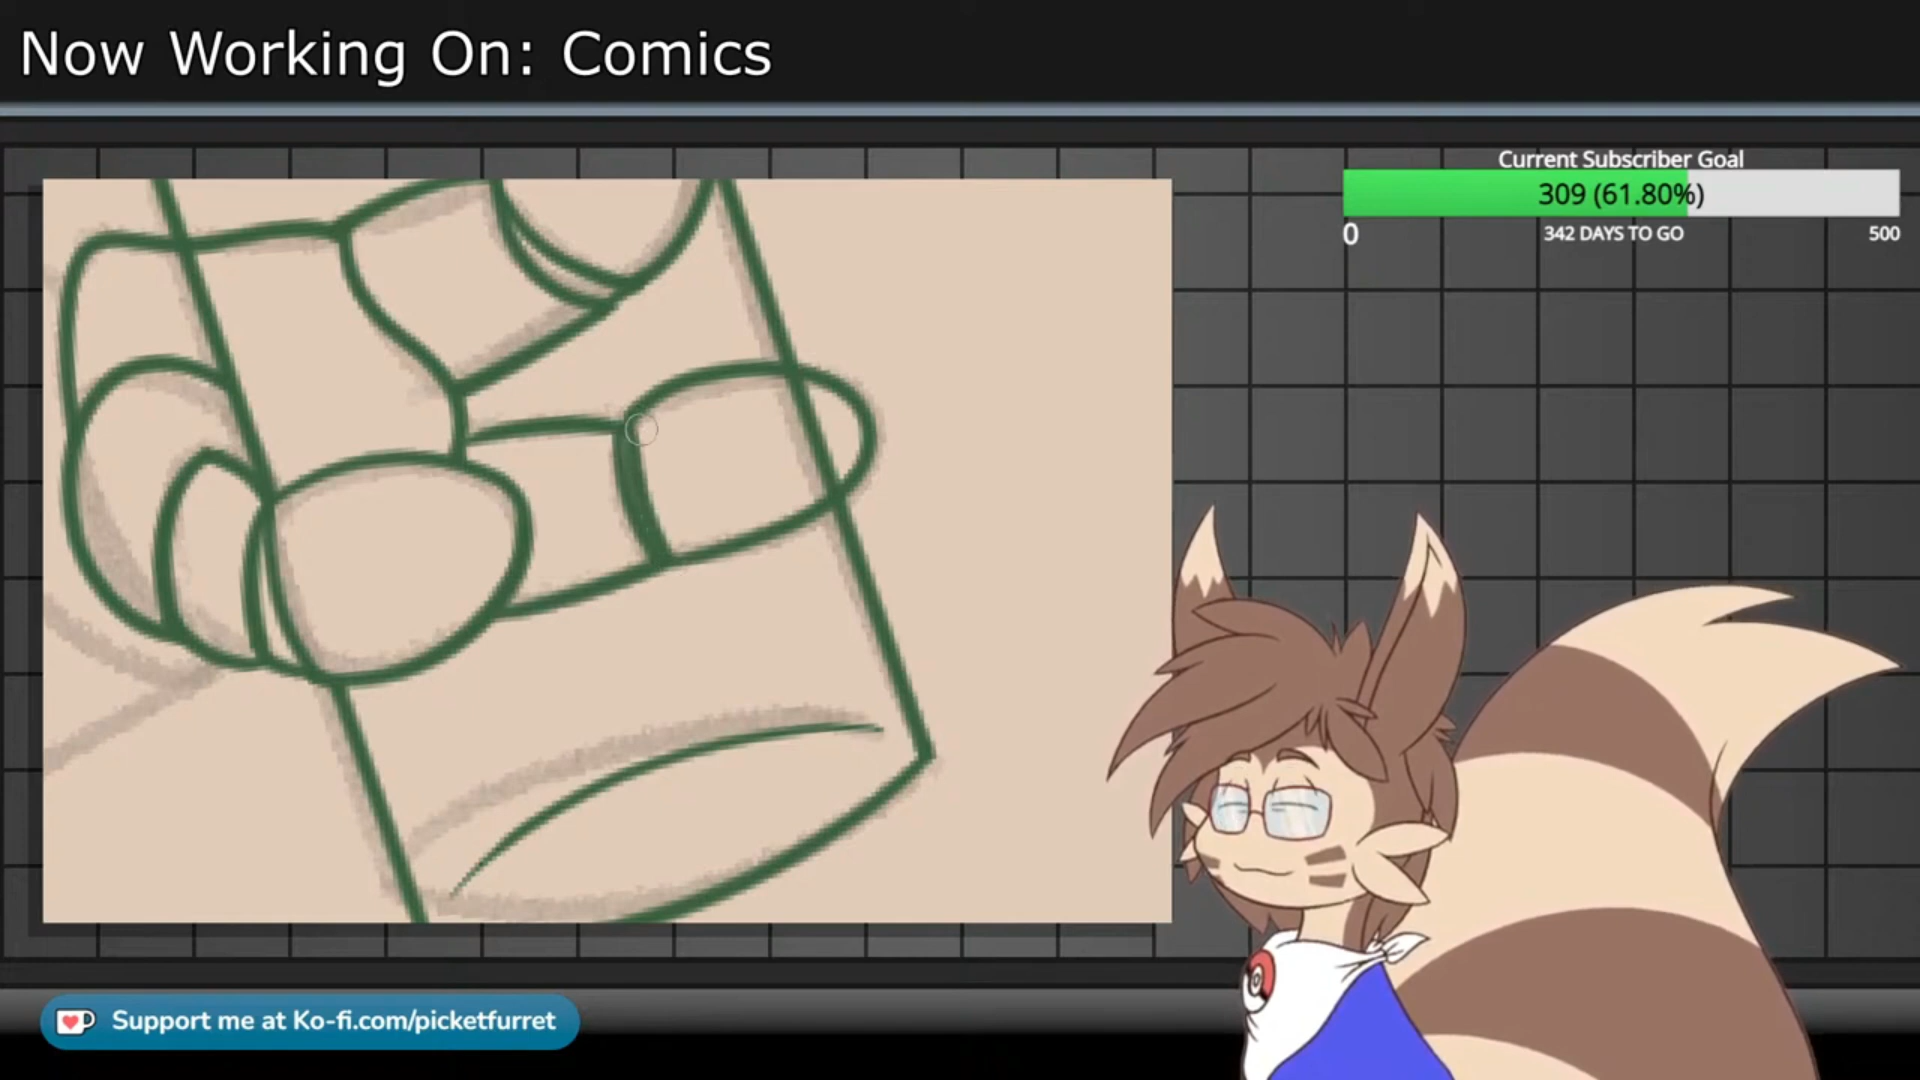 Now Working On: Comics
Current Subscriber Goal
309 (61.80%)
0 342 DAYS TO GO 500
Support me at Ko-fi.com/picketfurret